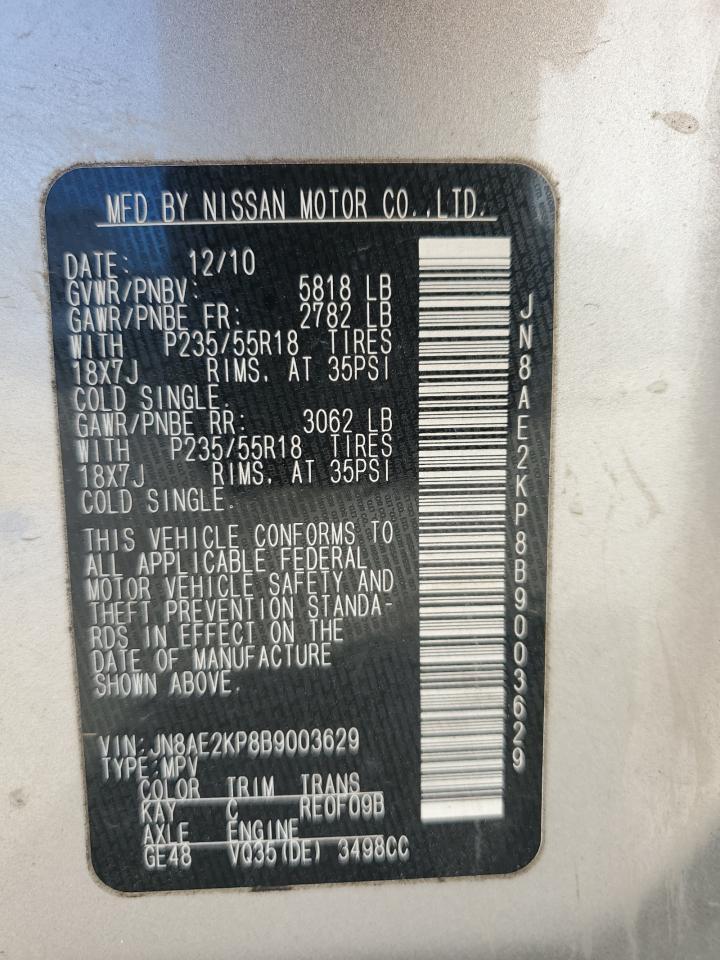 MFD BY NISSAN MOTOR CO.,LTD.
DATE: 12/10
GVWR/PNBV: 5818 LB
GAWR/PNBE FR: 2782 LB
WITH P235/55R18 TIRES
18X7J RIMS, AT 35PSI
COLD SINGLE.
GAWR/PNBE RR: 3062 LB
WITH P235/55R18 TIRES
18X7J RIMS, AT 35PSI
COLD SINGLE.
THIS VEHICLE CONFORMS TO
ALL APPLICABLE FEDERAL
MOTOR VEHICLE SAFETY AND
THEFT PREVENTION STANDA-
RDS IN EFFECT ON THE
DATE OF MANUFACTURE
SHOWN ABOVE.
VIN:JN8AE2KP8B9003629
TYPE:MPV
COLOR TRIM TRANS
KAY C RE0F09B
AXLE ENGINE
GE48 VQ35(DE) 3498CC
JN8AE2KP8B9003629